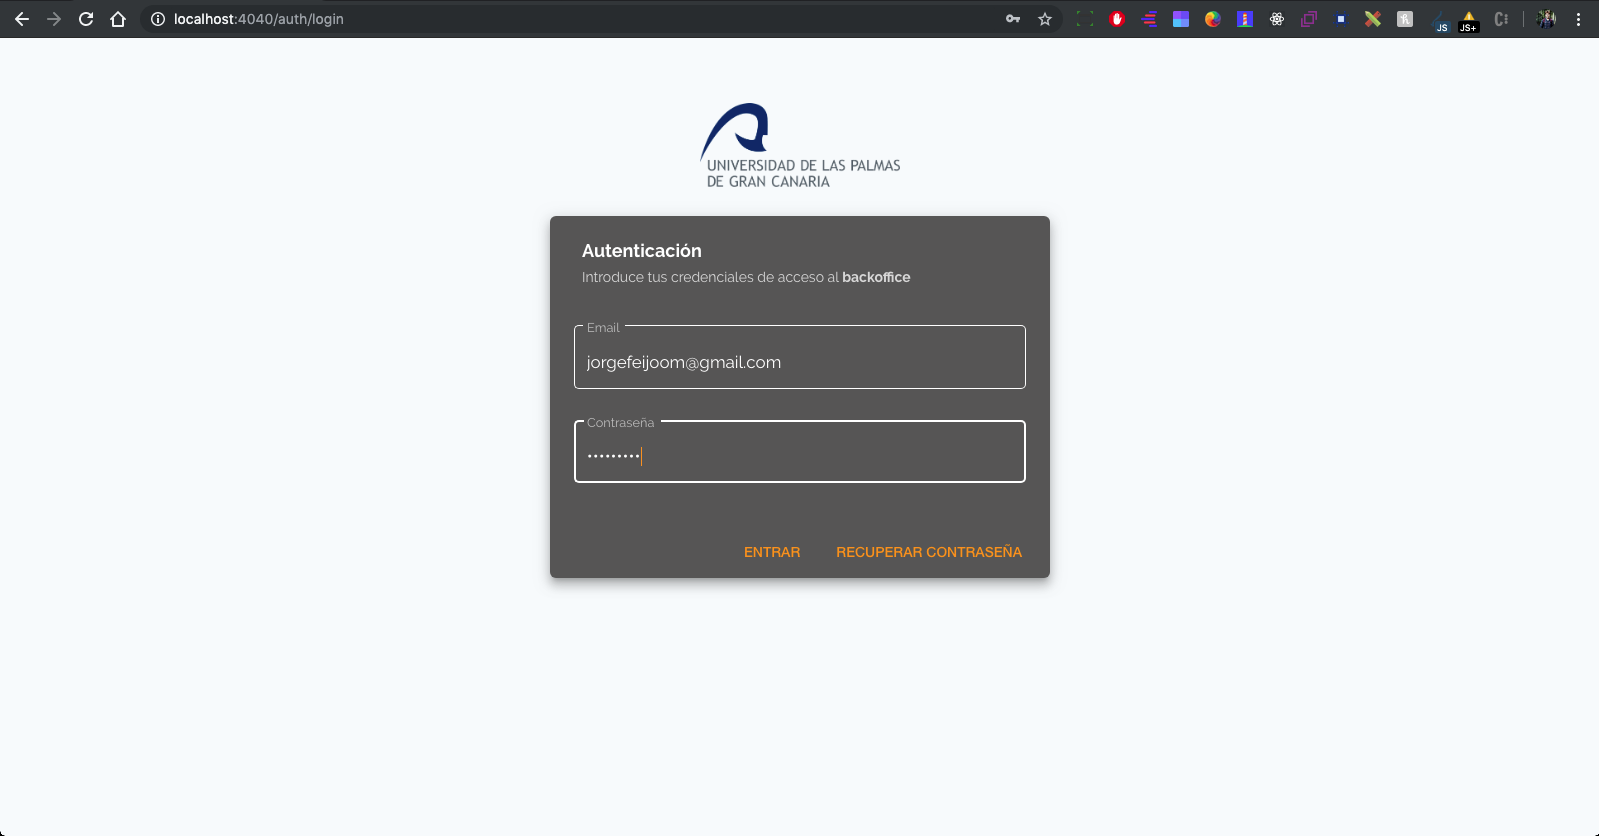 localhost:4040/auth/login
JS
JS+
UNIVERSIDAD DE LAS PALMAS
DE GRAN CANARIA
Autenticación
Introduce tus credenciales de acceso al backoffice
Email
jorgefeijoom@gmail.com
Contraseña
•••••••••
ENTRAR RECUPERAR CONTRASEÑA